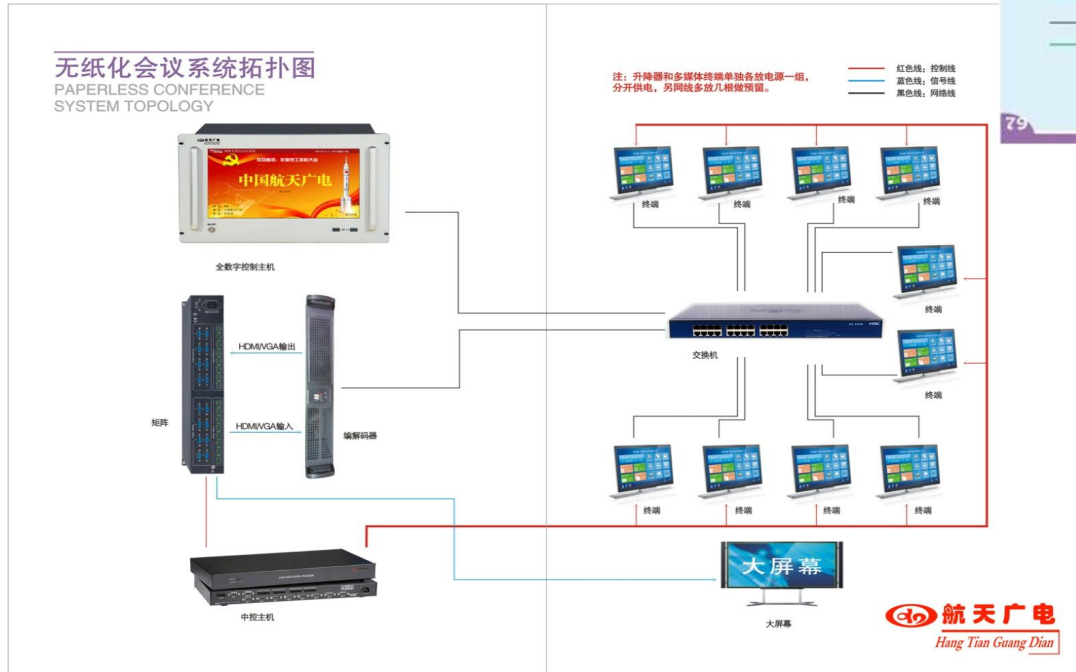 无纸化会议系统拓扑图
PAPERLESS CONFERENCE
SYSTEM TOPOLOGY
注：升降器和多媒体终端单独各放电源一组，
分开供电，另网线多放几根做预留。
红色线：控制线
蓝色线：信号线
黑色线：网络线
79
航天广电
中国航天广电
全数字控制主机
终端
终端
终端
终端
终端
终端
H3C
交换机
HDMI/VGA输出
HDMI/VGA输入
矩阵
编解码器
终端
终端
终端
终端
中控主机
大屏幕
大屏幕
航天广电
Hang Tian Guang Dian